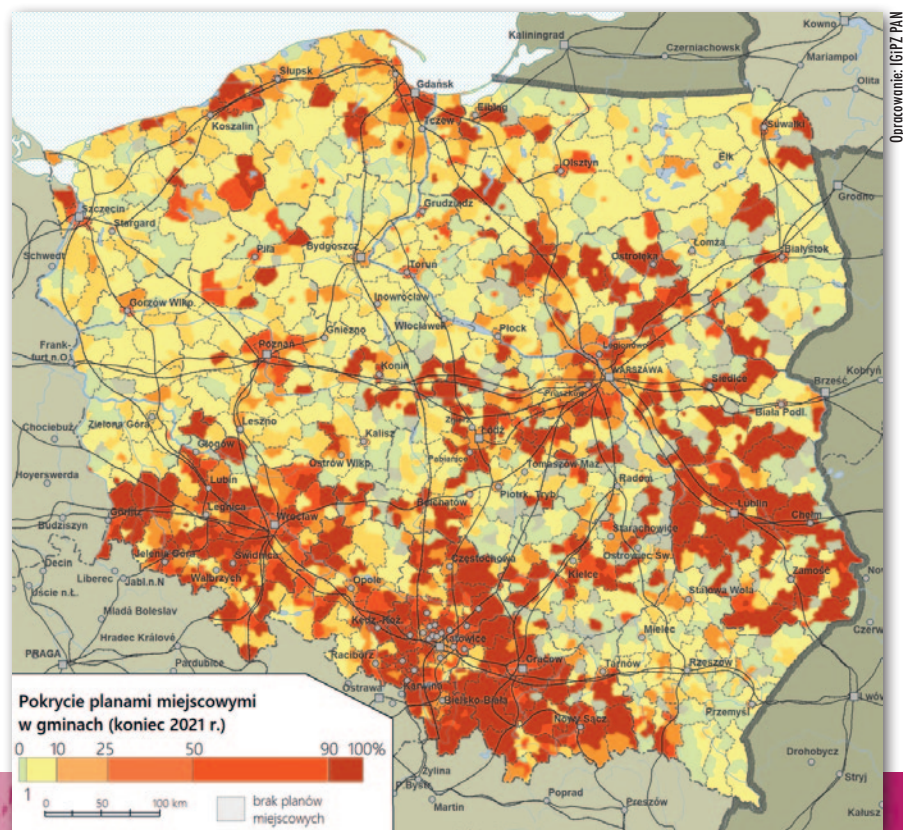 Opracowanie: IGiPZ PAN
Kowno
Kaliningrad
Czerniachowsk
Mariampol
Olita
Słupsk
Gdańsk
Elbląg
Suwałki
Koszalin
Tczew
Ełk
Olsztyn
Grodno
Szczecin
Grudziądz
Stargard
Łomża
Piła
Bydgoszcz
Ostrołęka
Białystok
Schwedt
Toruń
Gorzów Wlkp.
Inowrocław
Gniezno
Włocławek
Płock
Legionowo
Frank-
furt n.O.
Poznań
Konin
WARSZAWA
Siedlce
Kobryń
Brześć
Pruszków
Biała Podl.
Zielona Góra
Leszno
Kalisz
Łódź
Chociebuż
Głogów
Pabianice
Ostrów Wlkp.
Tomaszów Maz.
Radom
Hoyerswerda
Lubin
Bełchatów
Piotrk. Tryb.
Lublin
Legnica
Wrocław
Chełm
Görlitz
Starachowice
Budziszyn
Jelenia Góra
Świdnica
Częstochowa
Ostrowiec Św.
Decin
Liberec
Wałbrzych
Kielce
Zamość
Jabl.n.N
Opole
Stalowa Wola
Uście n.Ł.
Mladá Boleslav
Kędz.-Koź.
Mielec
Hradec Králové
Katowice
PRAGA
Racibórz
Kraków
Tarnów
Rzeszów
Pardubice
Ostrawa
Karwina
Bielsko-Biała
Przemyśl
Nowy Sącz
Drohobycz
Żylina
P.Bystr.
Stryj
Martin
Poprad
Preszów
Kałusz
Pokrycie planami miejscowymi
w gminach (koniec 2021 r.)
0 10 25 50 90 100%
1
0 50 100 km
brak planów
miejscowych